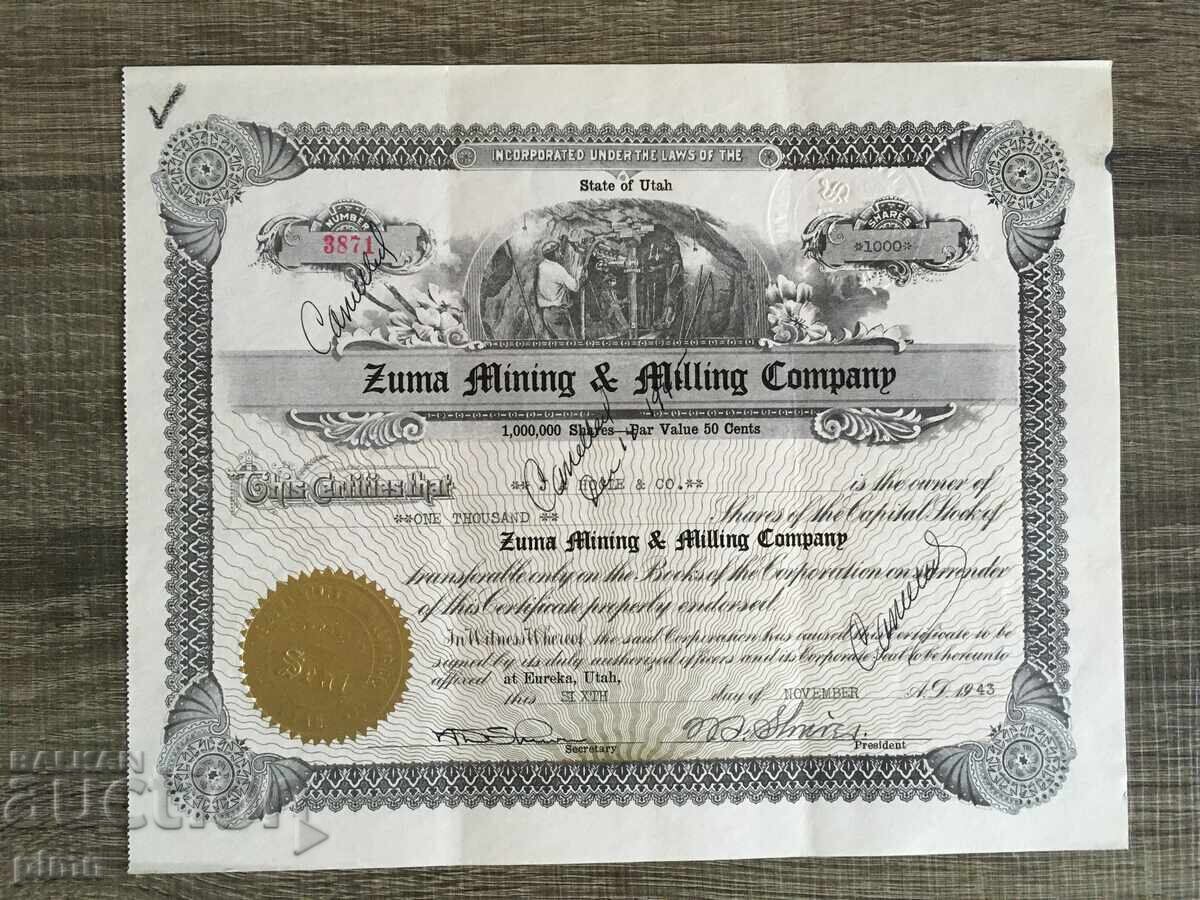 INCORPORATED UNDER THE LAWS OF THE
State of Utah
NUMBER
3871
SHARES
*1000*
Cancelled
Zuma Mining & Milling Company
1,000,000 Shares—Par Value 50 Cents
Cancelled
This Certifies that
& CO.**
is the owner of
**ONE THOUSAND **
Shares of the Capital Stock of
Zuma Mining & Milling Company
transferable only on the Books of the Corporation on surrender
of this Certificate properly endorsed.
Cancelled
In Witness Whereof, the said Corporation has caused this Certificate to be
signed by its duly authorized officers and its Corporate Seal to be hereunto
affixed at Eureka, Utah,
this SIXTH day of NOVEMBER A.D. 1943
Seal
Secretary
President
BALKAN
auction